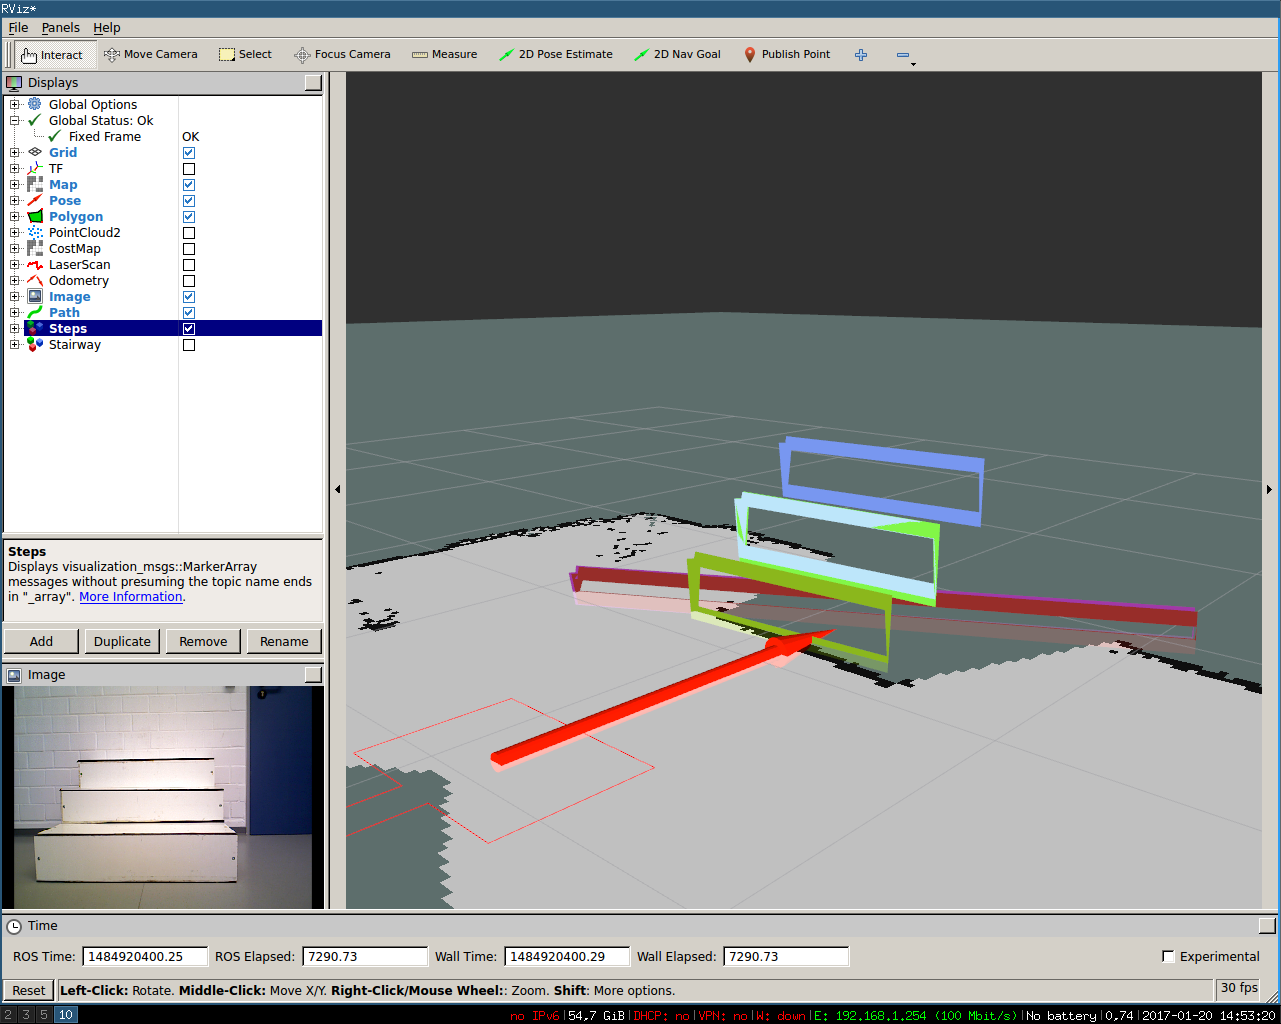 RViz*
File Panels Help
Interact Move Camera Select Focus Camera Measure 2D Pose Estimate 2D Nav Goal Publish Point
Displays
Global Options
Global Status: Ok
Fixed Frame OK
Grid
TF
Map
Pose
Polygon
PointCloud2
CostMap
LaserScan
Odometry
Image
Path
Steps
Stairway
Steps
Displays visualization_msgs::MarkerArray
messages without presuming the topic name ends
in "_array". More Information.
Add Duplicate Remove Rename
Image
Time
ROS Time: 1484920400.25 ROS Elapsed: 7290.73 Wall Time: 1484920400.29 Wall Elapsed: 7290.73 Experimental
Reset Left-Click: Rotate. Middle-Click: Move X/Y. Right-Click/Mouse Wheel:: Zoom. Shift: More options. 30 fps
2 3 5 10 no IPv6|54,7 GiB|DHCP: no|VPN: no|W: down|E: 192.168.1.254 (100 Mbit/s)|No battery|0,74|2017-01-20 14:53:20